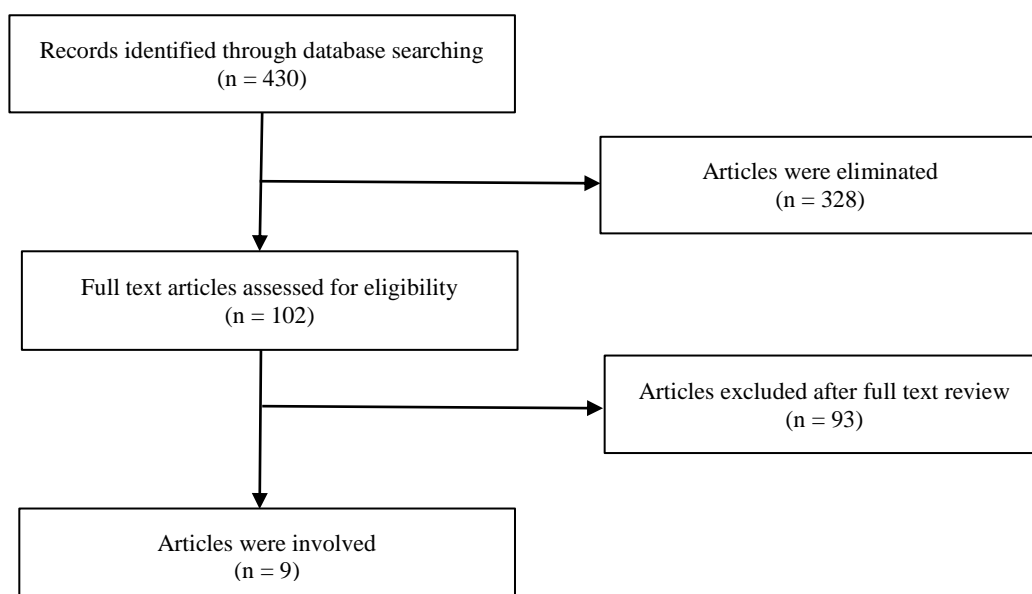 Records identified through database searching
(n = 430)
Articles were eliminated
(n = 328)
Full text articles assessed for eligibility
(n = 102)
Articles excluded after full text review
(n = 93)
Articles were involved
(n = 9)